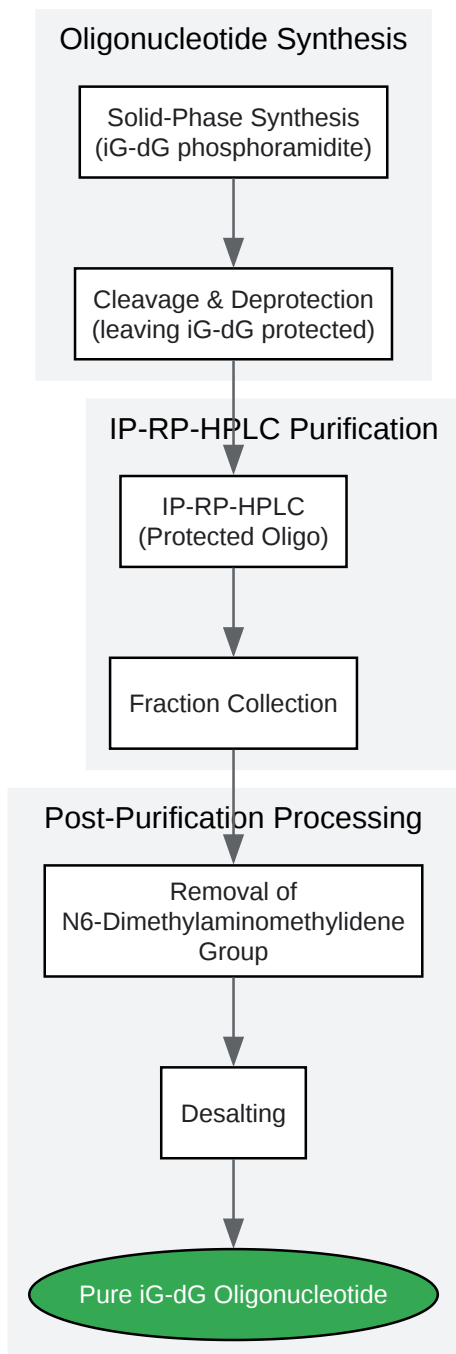 Oligonucleotide Synthesis
Solid-Phase Synthesis
(iG-dG phosphoramidite)
Cleavage & Deprotection
(leaving iG-dG protected)
IP-RP-HPLC Purification
IP-RP-HPLC
(Protected Oligo)
Fraction Collection
Post-Purification Processing
Removal of
N6-Dimethylaminomethylidene
Group
Desalting
Pure iG-dG Oligonucleotide